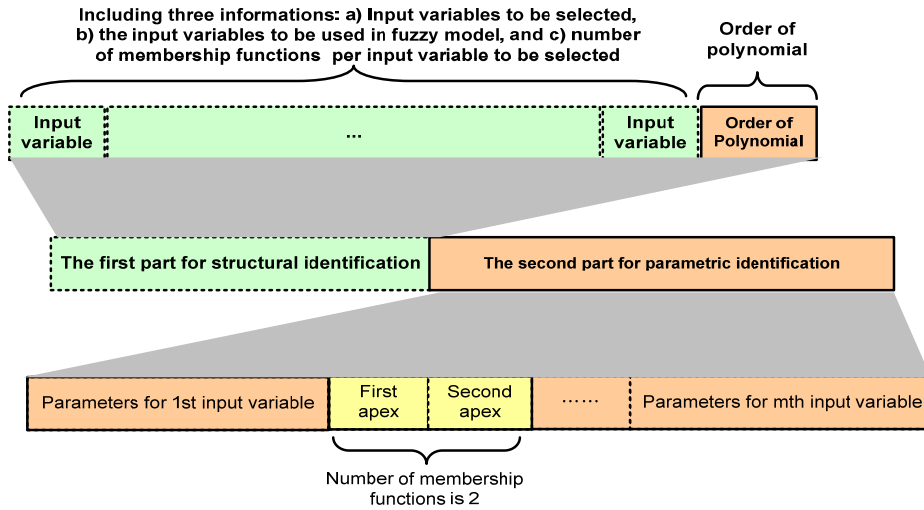 Including three informations: a) Input variables to be selected,
b) the input variables to be used in fuzzy model, and c) number
of membership functions per input variable to be selected
Order of
polynomial
Input
variable
...
Input
variable
Order of
Polynomial
The first part for structural identification
The second part for parametric identification
Parameters for 1st input variable
First
apex
Second
apex
......
Parameters for mth input variable
Number of membership
functions is 2